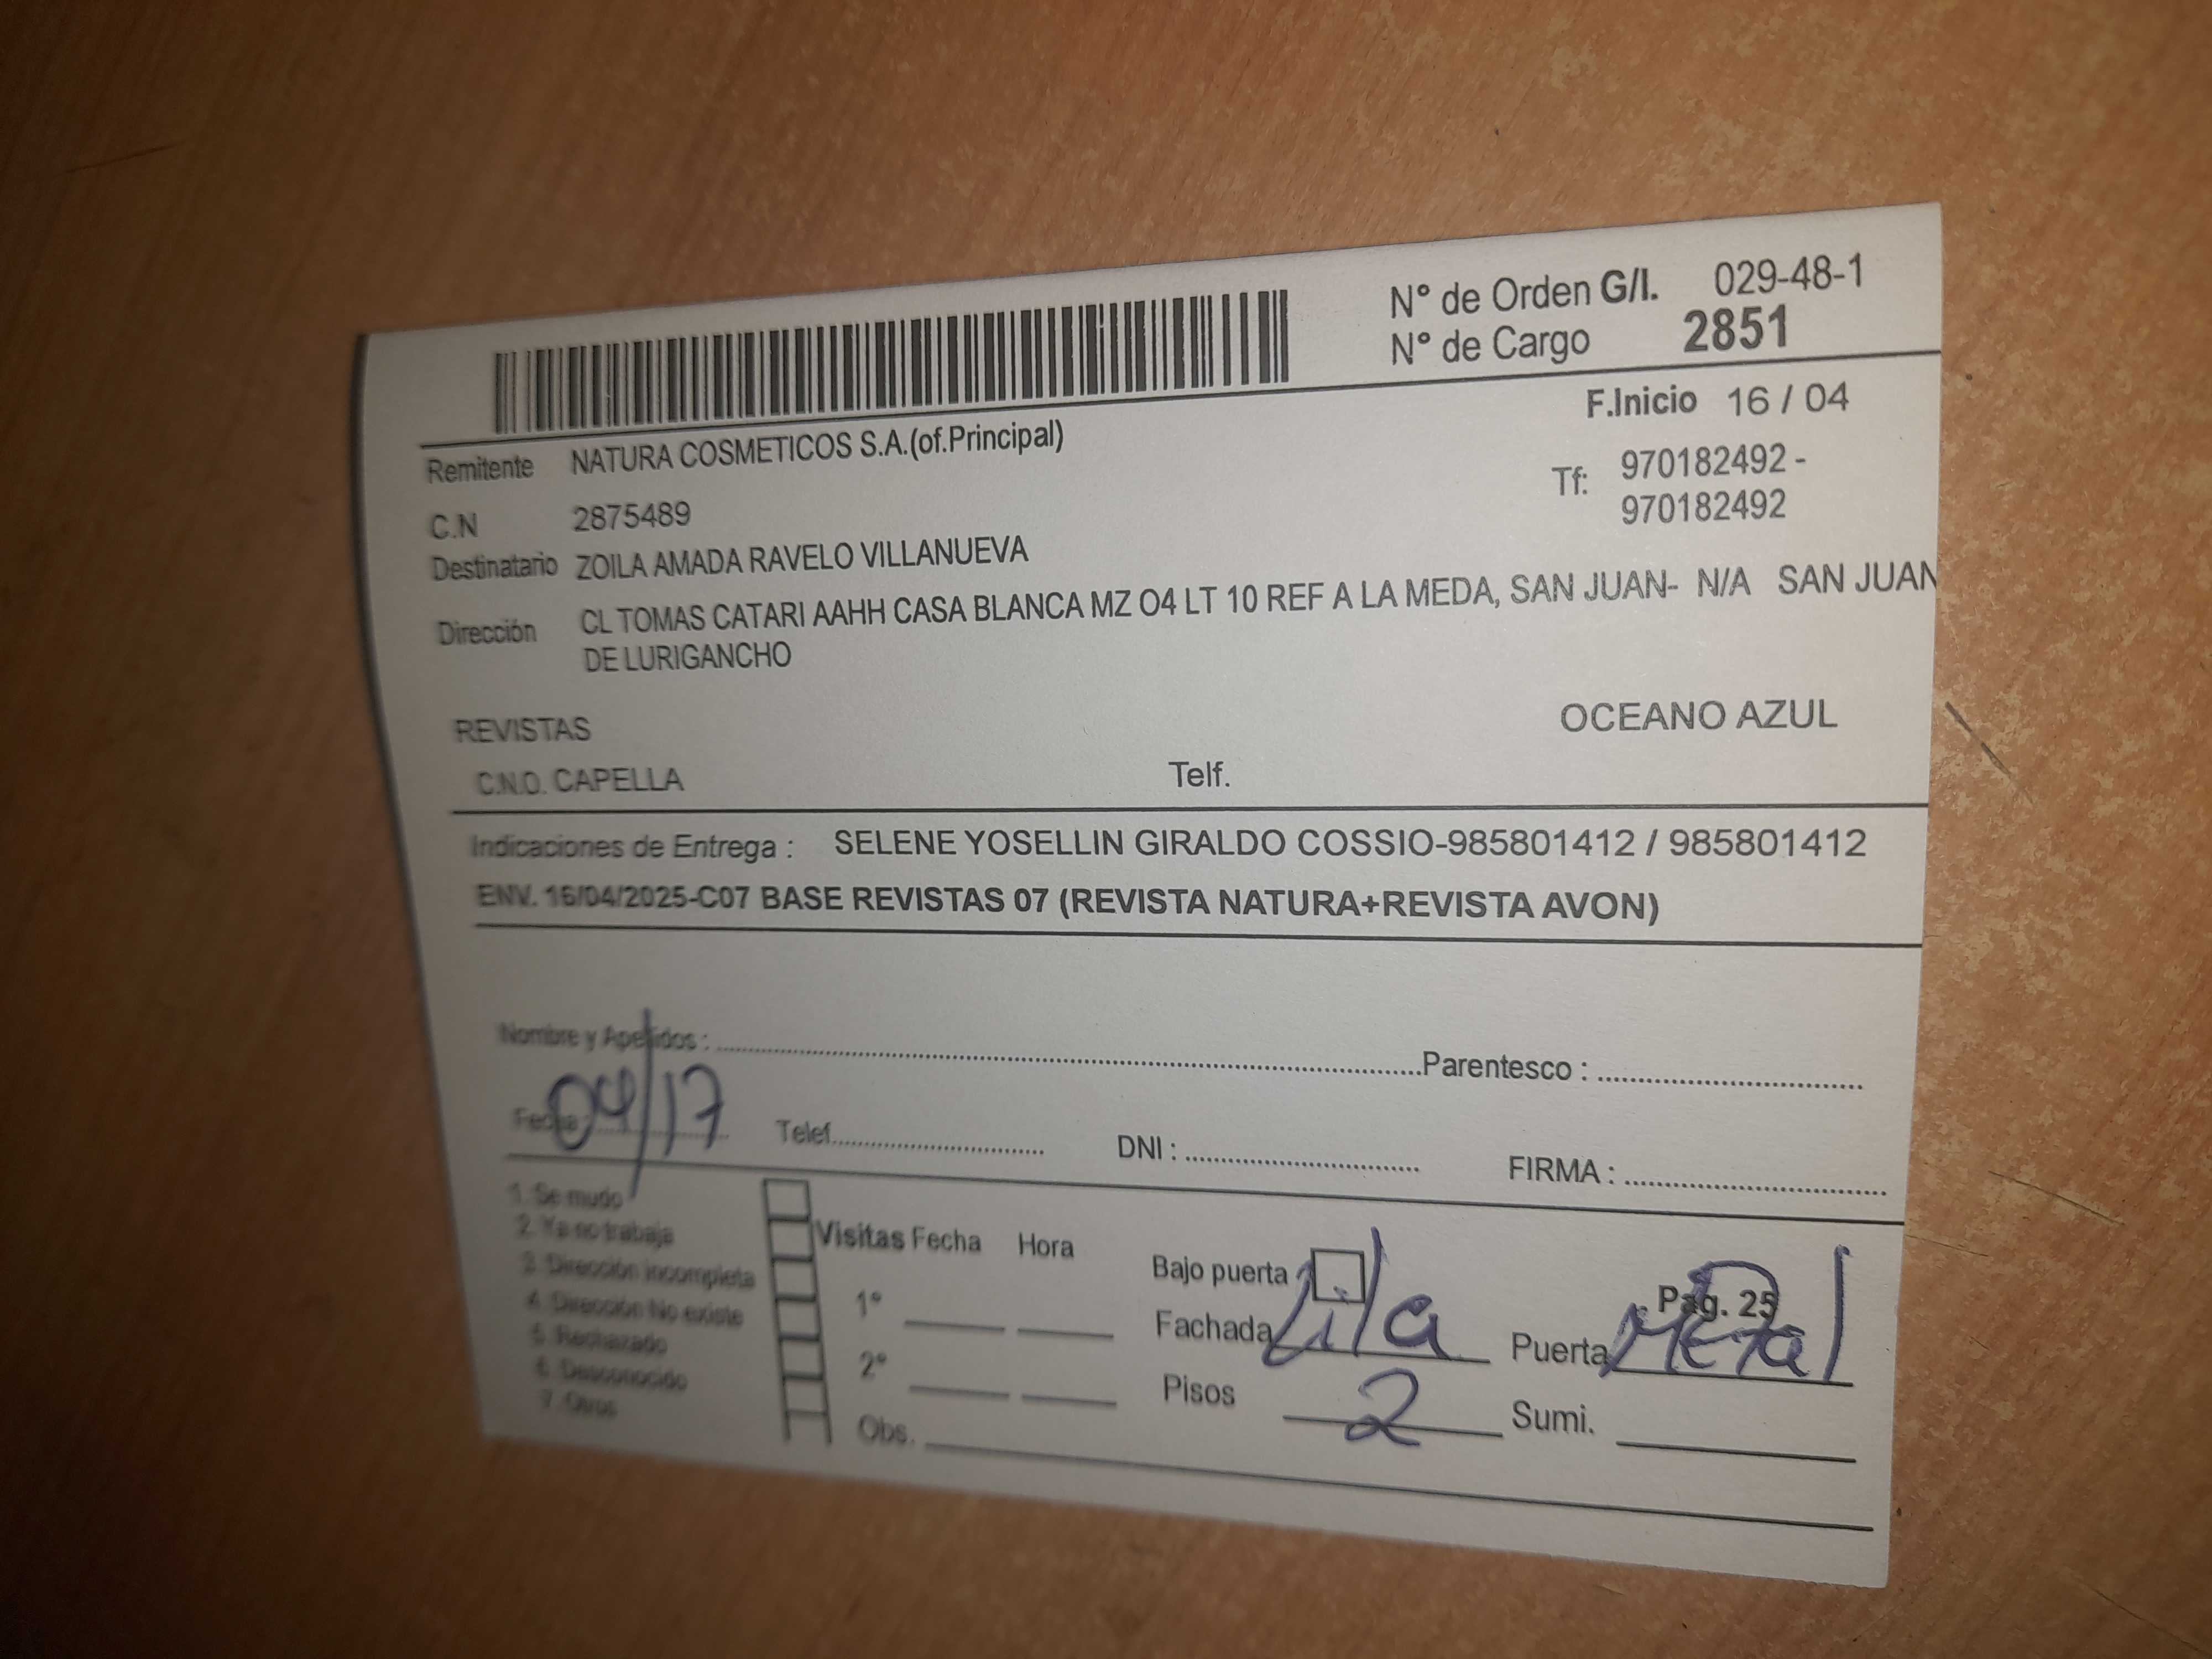 N° de Orden G/I. 029-48-1
N° de Cargo 2851
F.Inicio 16 / 04
Remitente NATURA COSMETICOS S.A.(of.Principal)
Tf: 970182492 -
970182492
C.N 2875489
Destinatario ZOILA AMADA RAVELO VILLANUEVA
Dirección CL TOMAS CATARI AAHH CASA BLANCA MZ O4 LT 10 REF A LA MEDA, SAN JUAN- N/A SAN JUAN
DE LURIGANCHO
REVISTAS OCEANO AZUL
C.N.O. CAPELLA Telf.
Indicaciones de Entrega : SELENE YOSELLIN GIRALDO COSSIO-985801412 / 985801412
ENV. 16/04/2025-C07 BASE REVISTAS 07 (REVISTA NATURA+REVISTA AVON)
Nombre y Apellidos : Parentesco :
Fecha : 04/17 Telef. DNI : FIRMA :
1. Se mudo
2. Ya no trabaja
3. Dirección incompleta
4. Dirección No existe
5. Rechazado
6. Desconocido
7. Otros
Visitas Fecha Hora
1°
2°
Obs.
Bajo puerta
Pag. 25
Fachada Lila Puerta Metal
Pisos 2 Sumi.